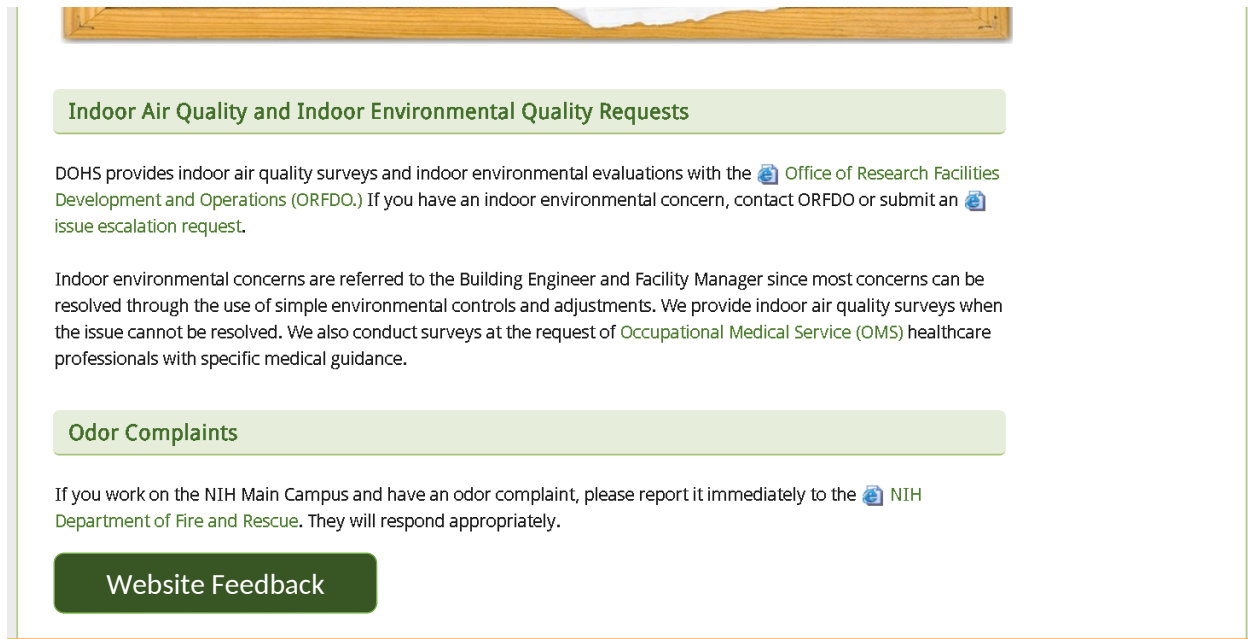 Indoor Air Quality and Indoor Environmental Quality Requests
DOHS provides indoor air quality surveys and indoor environmental evaluations with the Office of Research Facilities
Development and Operations (ORFDO.) If you have an indoor environmental concern, contact ORFDO or submit an
issue escalation request.
Indoor environmental concerns are referred to the Building Engineer and Facility Manager since most concerns can be
resolved through the use of simple environmental controls and adjustments. We provide indoor air quality surveys when
the issue cannot be resolved. We also conduct surveys at the request of Occupational Medical Service (OMS) healthcare
professionals with specific medical guidance.
Odor Complaints
If you work on the NIH Main Campus and have an odor complaint, please report it immediately to the NIH
Department of Fire and Rescue. They will respond appropriately.
Website Feedback